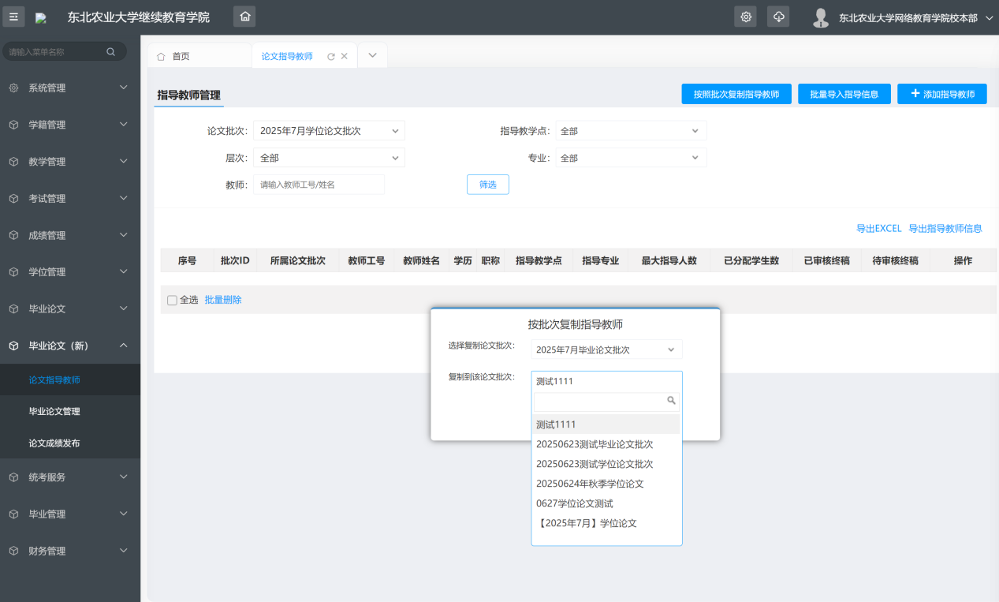 东北农业大学继续教育学院
东北农业大学网络教育学院校本部
请输入菜单名称
系统管理
学籍管理
教学管理
考试管理
成绩管理
学位管理
毕业论文
毕业论文（新）
论文指导教师
毕业论文管理
论文成绩发布
统考服务
毕业管理
财务管理
首页 论文指导教师
指导教师管理
按照批次复制指导教师 批量导入指导信息 添加指导教师
论文批次： 2025年7月学位论文批次 指导教学点： 全部
层次： 全部 专业： 全部
教师： 请输入教师工号/姓名 筛选
导出EXCEL 导出指导教师信息
序号 批次ID 所属论文批次 教师工号 教师姓名 学历 职称 指导教学点 指导专业 最大指导人数 已分配学生数 已审核终稿 待审核终稿 操作
全选 批量删除
按批次复制指导教师
选择复制论文批次： 2025年7月毕业论文批次
复制到该论文批次： 测试1111
测试1111
20250623测试毕业论文批次
20250623测试学位论文批次
20250624年秋季学位论文
0627学位论文测试
【2025年7月】学位论文